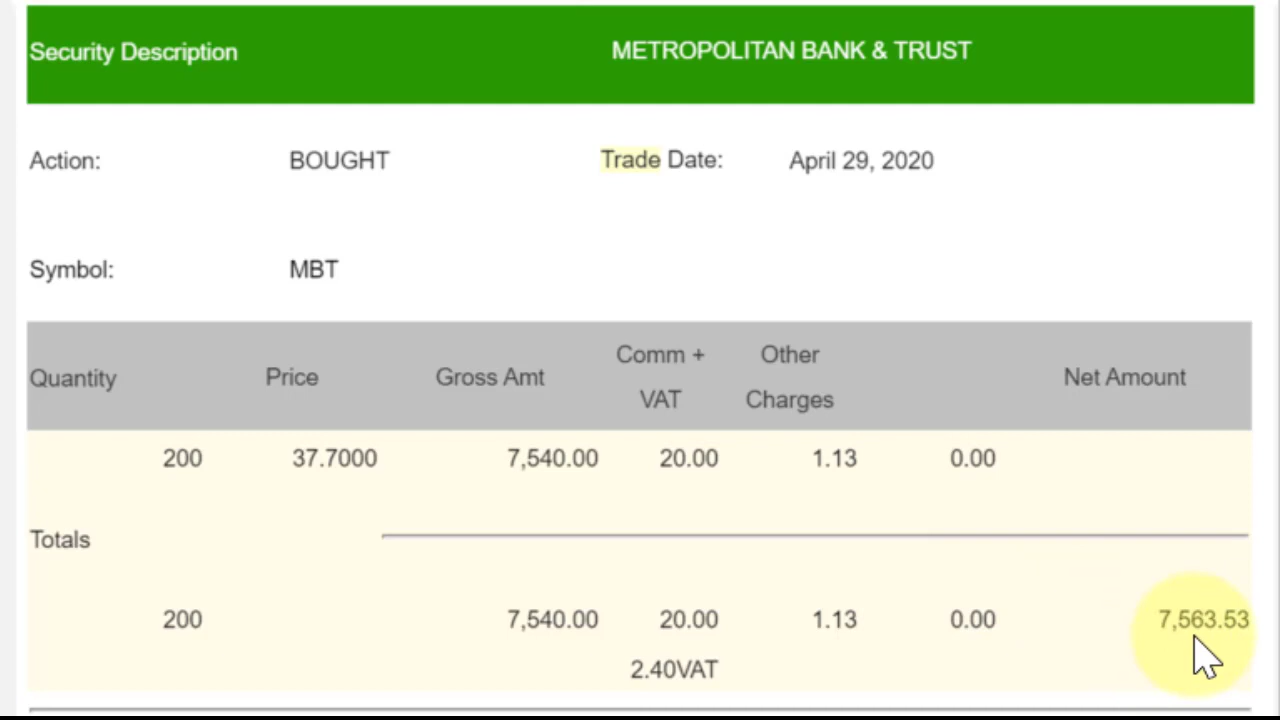 Security Description METROPOLITAN BANK & TRUST
Action: BOUGHT Trade Date: April 29, 2020
Symbol: MBT
Quantity Price Gross Amt Comm + VAT Other Charges Net Amount
200 37.7000 7,540.00 20.00 1.13 0.00
Totals
200 7,540.00 20.00 1.13 0.00 7,563.53
2.40VAT